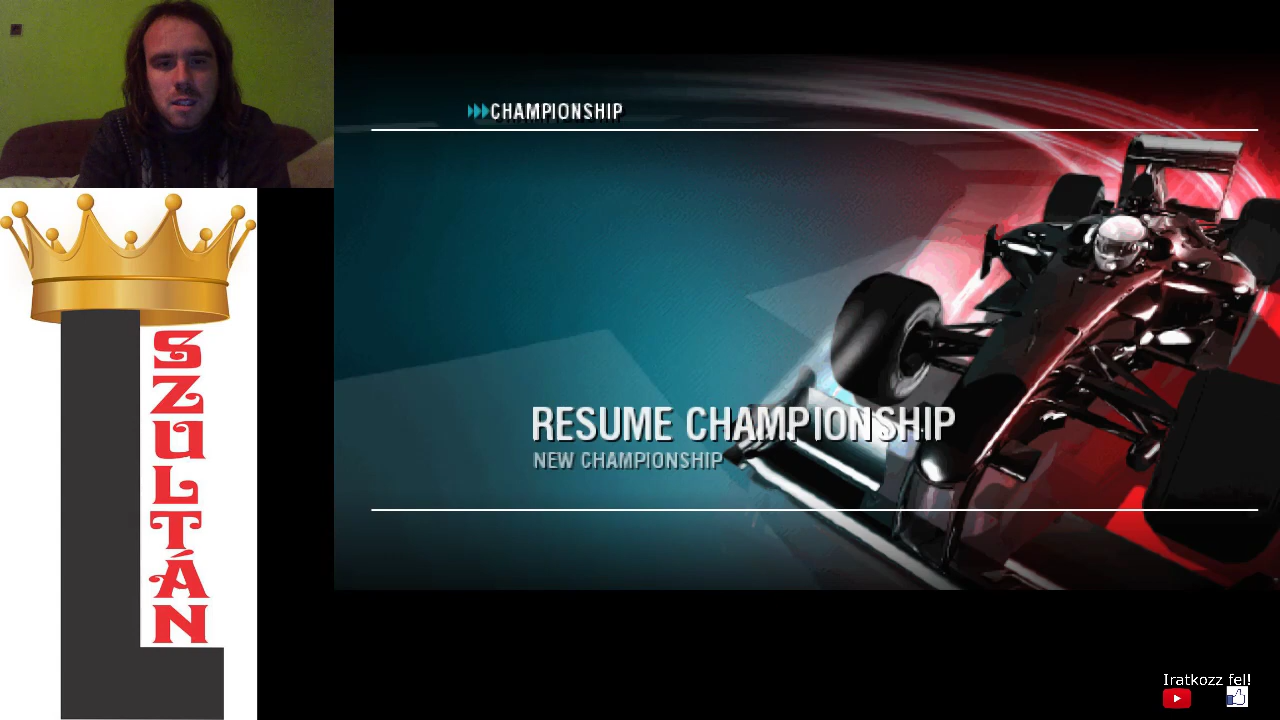 CHAMPIONSHIP
RESUME CHAMPIONSHIP
NEW CHAMPIONSHIP
L
SZULTÁN
Iratkozz fel!